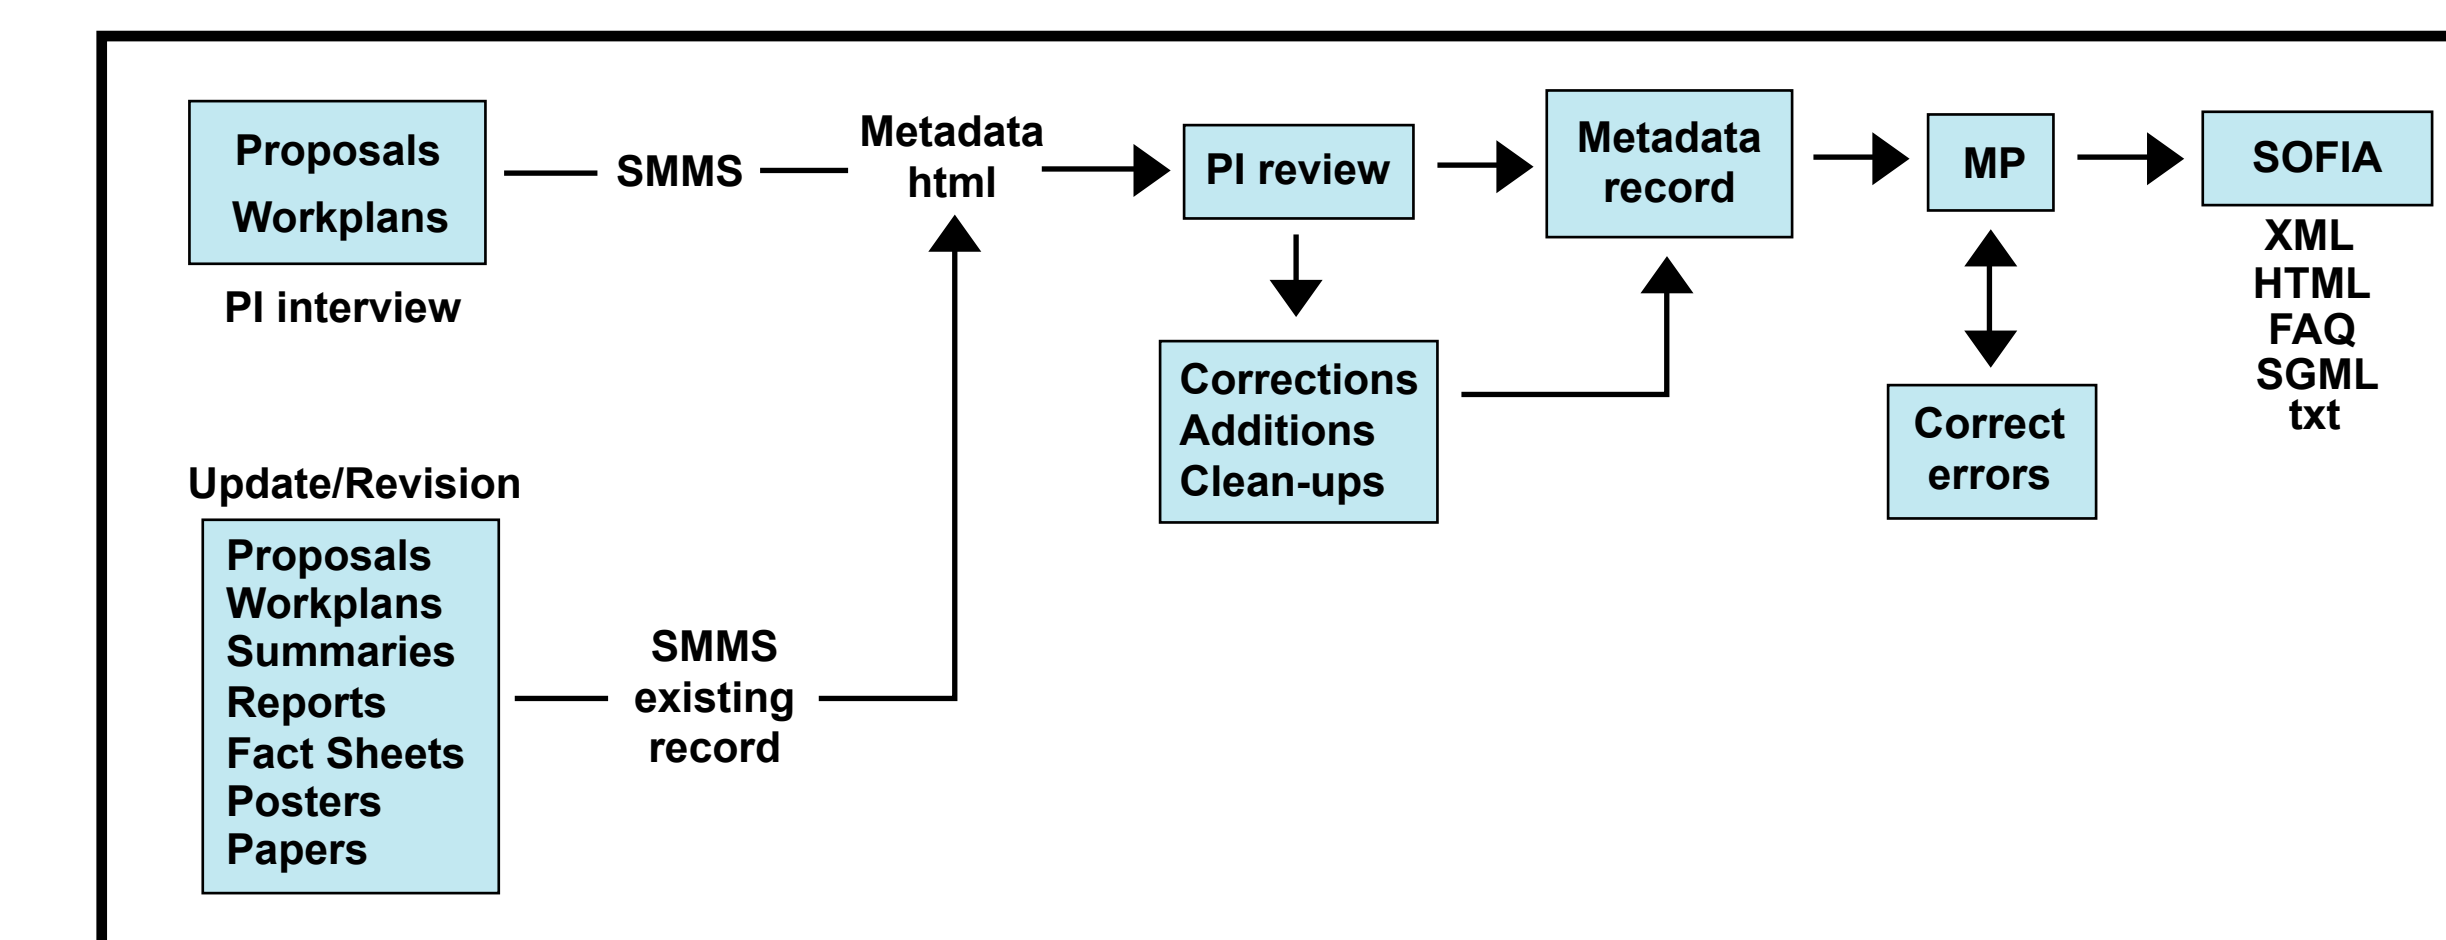 Proposals
Workplans
PI interview
SMMS
Metadata
html
PI review
Metadata
record
MP
SOFIA
XML
HTML
FAQ
SGML
txt
Corrections
Additions
Clean-ups
Correct
errors
Update/Revision
Proposals
Workplans
Summaries
Reports
Fact Sheets
Posters
Papers
SMMS
existing
record